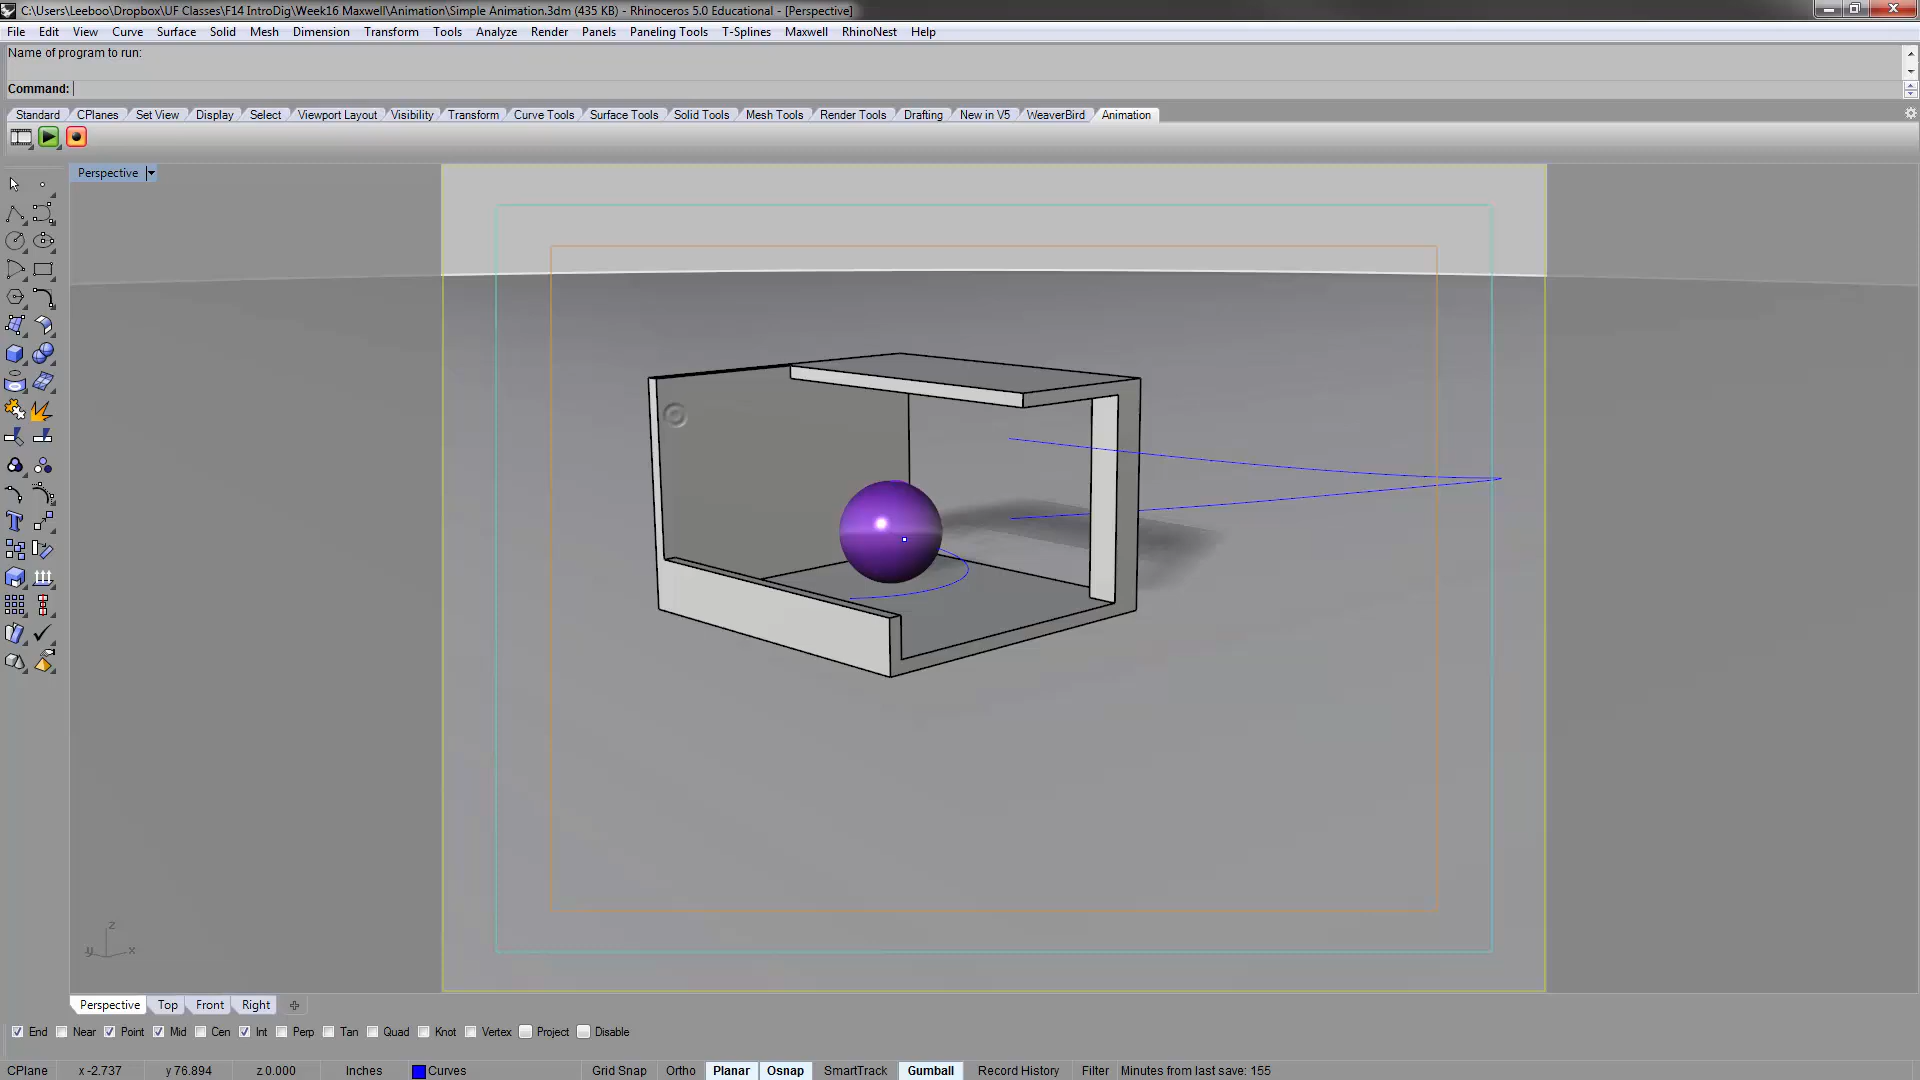 C:\Users\Leeboo\Dropbox\UF Classes\F14 IntroDig\Week16 Maxwell\Animation\Simple Animation.3dm (435 KB) - Rhinoceros 5.0 Educational - [Perspective]
File Edit View Curve Surface Solid Mesh Dimension Transform Tools Analyze Render Panels Paneling Tools T-Splines Maxwell RhinoNest Help
Name of program to run:
Command:
Standard CPlanes Set View Display Select Viewport Layout Visibility Transform Curve Tools Surface Tools Solid Tools Mesh Tools Render Tools Drafting New in V5 WeaverBird Animation
Perspective
z
y x
Perspective Top Front Right
End Near Point Mid Cen Int Perp Tan Quad Knot Vertex Project Disable
CPlane x -2.737 y 76.894 z 0.000 Inches Curves Grid Snap Ortho Planar Osnap SmartTrack Gumball Record History Filter Minutes from last save: 155